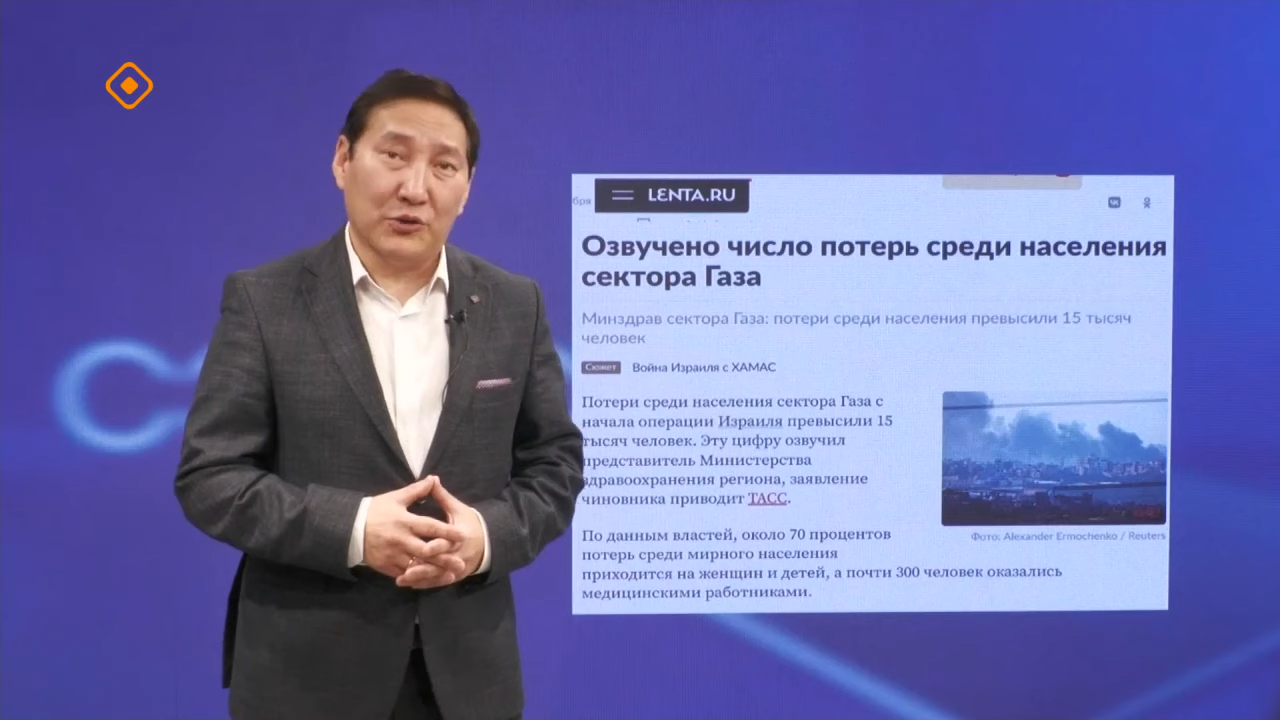 бря
LENTA.RU
Озвучено число потерь среди населения
сектора Газа
Минздрав сектора Газа: потери среди населения превысили 15 тысяч
человек
Сюжет Война Израиля с ХАМАС
Потери среди населения сектора Газа с
начала операции Израиля превысили 15
тысяч человек. Эту цифру озвучил
представитель Министерства
здравоохранения региона, заявление
чиновника приводит ТАСС.
Фото: Alexander Ermochenko / Reuters
По данным властей, около 70 процентов
потерь среди мирного населения
приходится на женщин и детей, а почти 300 человек оказались
медицинскими работниками.